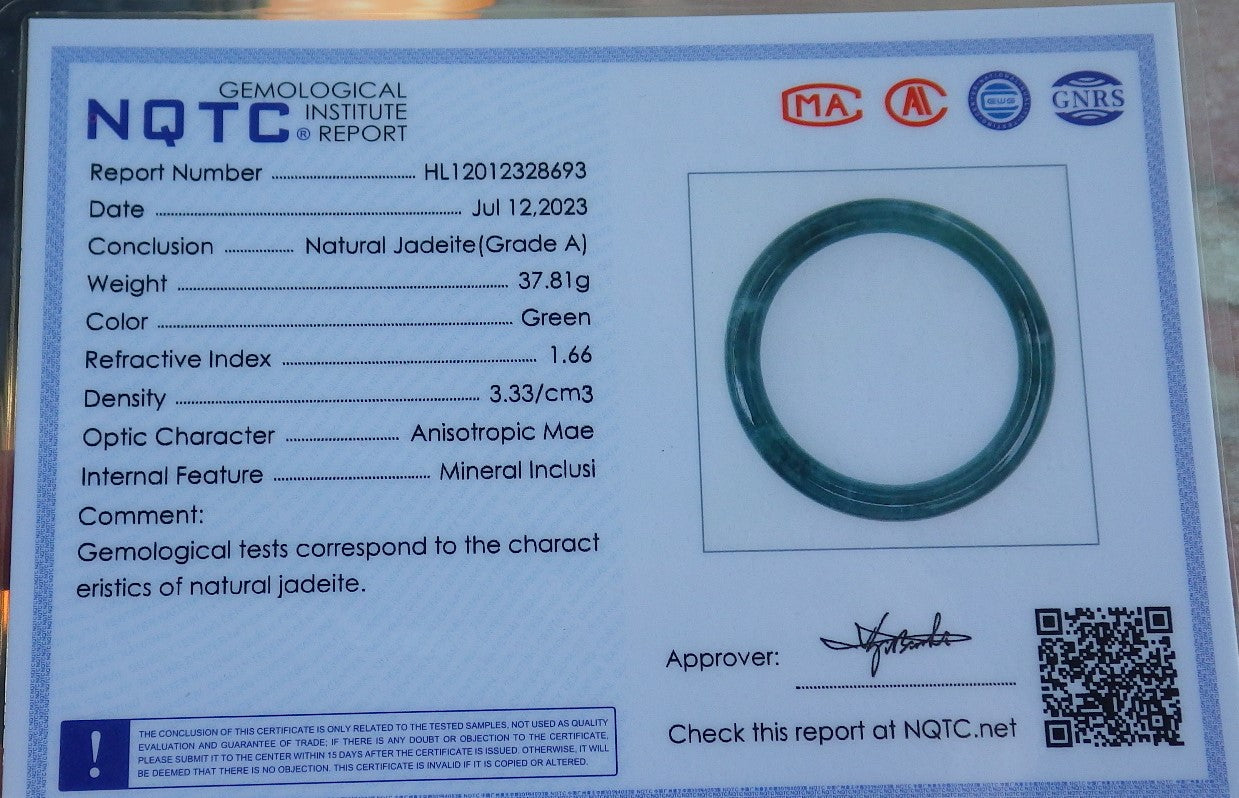 GEMOLOGICAL
NQTC® INSTITUTE
REPORT
MA
GNRS
Report Number ........................ HL12012328693
Date ........................ Jul 12,2023
Conclusion ............ Natural Jadeite(Grade A)
Weight ........................ 37.81g
Color ........................ Green
Refractive Index ........................ 1.66
Density ........................ 3.33/cm3
Optic Character ............ Anisotropic Mae
Internal Feature ............ Mineral Inclusi
Comment:
Gemological tests correspond to the charact
eristics of natural jadeite.
Approver:
Check this report at NQTC.net
! THE CONCLUSION OF THIS CERTIFICATE IS ONLY RELATED TO THE TESTED SAMPLES, NOT USED AS QUALITY
EVALUATION AND GUARANTEE OF TRADE; IF THERE IS ANY DOUBT OR OBJECTION TO THE CERTIFICATE,
PLEASE SUBMIT IT TO THE CENTER WITHIN 15 DAYS AFTER THE CERTIFICATE IS ISSUED. OTHERWISE, IT WILL
BE DEEMED THAT THERE IS NO OBJECTION. THIS CERTIFICATE IS INVALID IF IT IS COPIED OR ALTERED.